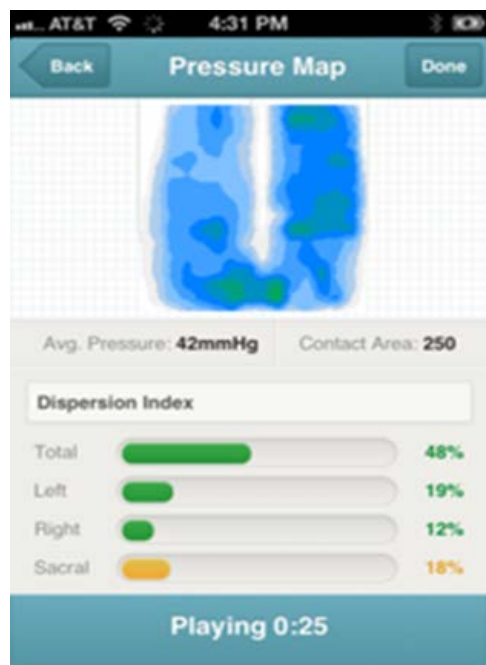 AT&T 4:31 PM
Back Pressure Map Done
Avg. Pressure: 42mmHg Contact Area: 250
Dispersion Index
Total 48%
Left 19%
Right 12%
Sacral 18%
Playing 0:25